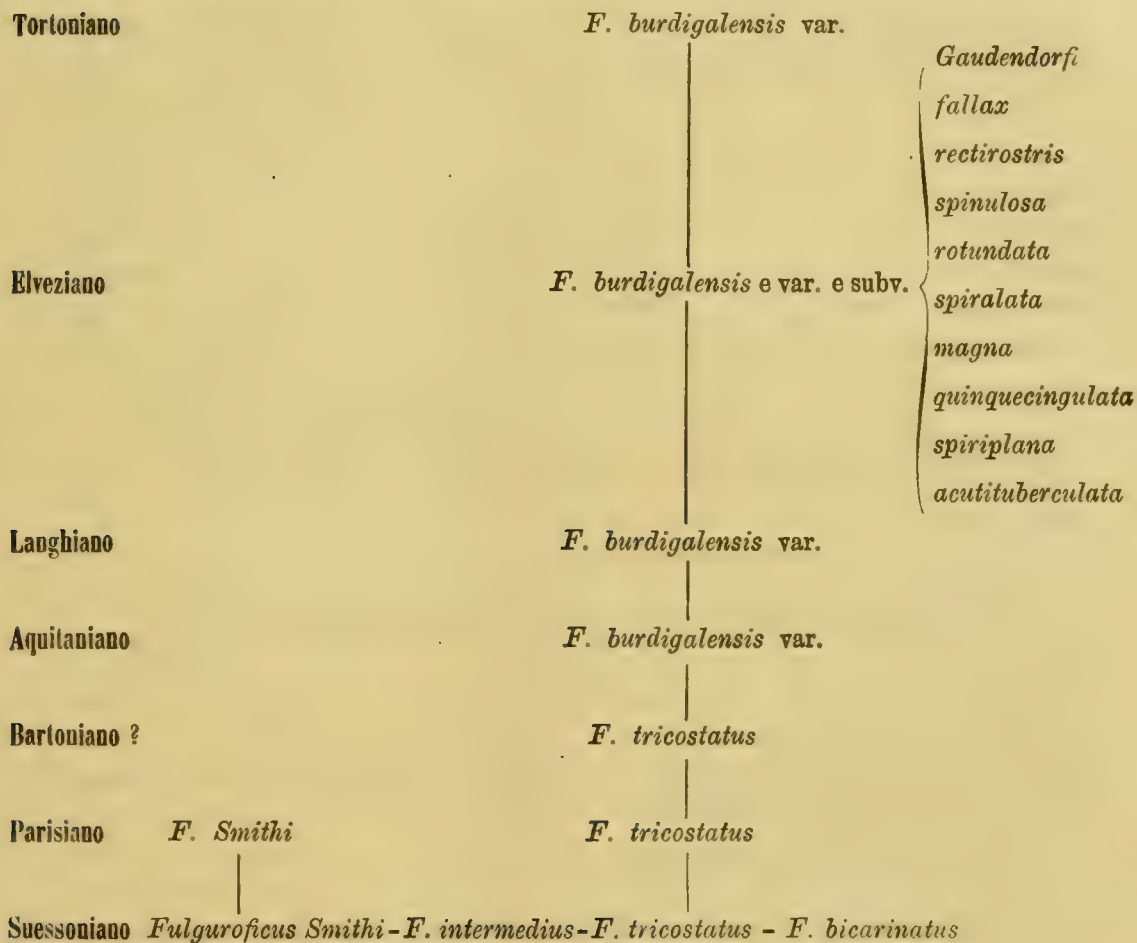 Tortoniano F. burdigalensis var.
Gaudendorfi
fallax
rectirostris
spinulosa
rotundata
Elveziano F. burdigalensis e var. e subv.
spiralata
magna
quinquecingulata
spiriplana
acutituberculata
Langhiano F. burdigalensis var.
Aquitaniano F. burdigalensis var.
Bartoniano ? F. tricostatus
Parisiano F. Smithi F. tricostatus
Suessoniano Fulguroficus Smithi-F. intermedius-F. tricostatus - F. bicarinatus